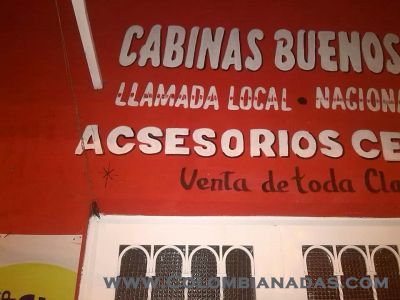 CABINAS BUENOS
LLAMADA LOCAL • NACIONA
ACSESORIOS CE
Venta de toda Cla
www.Colombianadas.com